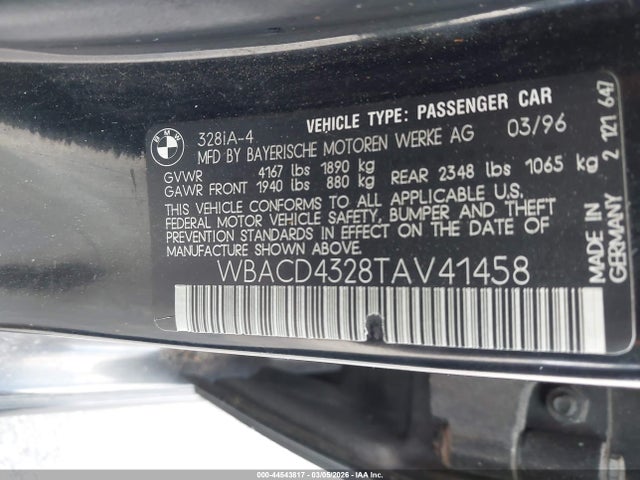 BMW
328iA-4
VEHICLE TYPE: PASSENGER CAR
MFD BY BAYERISCHE MOTOREN WERKE AG 03/96
GVWR 4167 lbs 1890 kg
GAWR FRONT 1940 lbs 880 kg REAR 2348 lbs 1065 kg
THIS VEHICLE CONFORMS TO ALL APPLICABLE U.S.
FEDERAL MOTOR VEHICLE SAFETY, BUMPER AND THEFT
PREVENTION STANDARDS IN EFFECT ON THE DATE OF
MANUFACTURE SHOWN ABOVE.
WBACD4328TAV41458
MADE IN
GERMANY
2 121 647
000-44543817 - 03/05/2026 - IAAI.COM